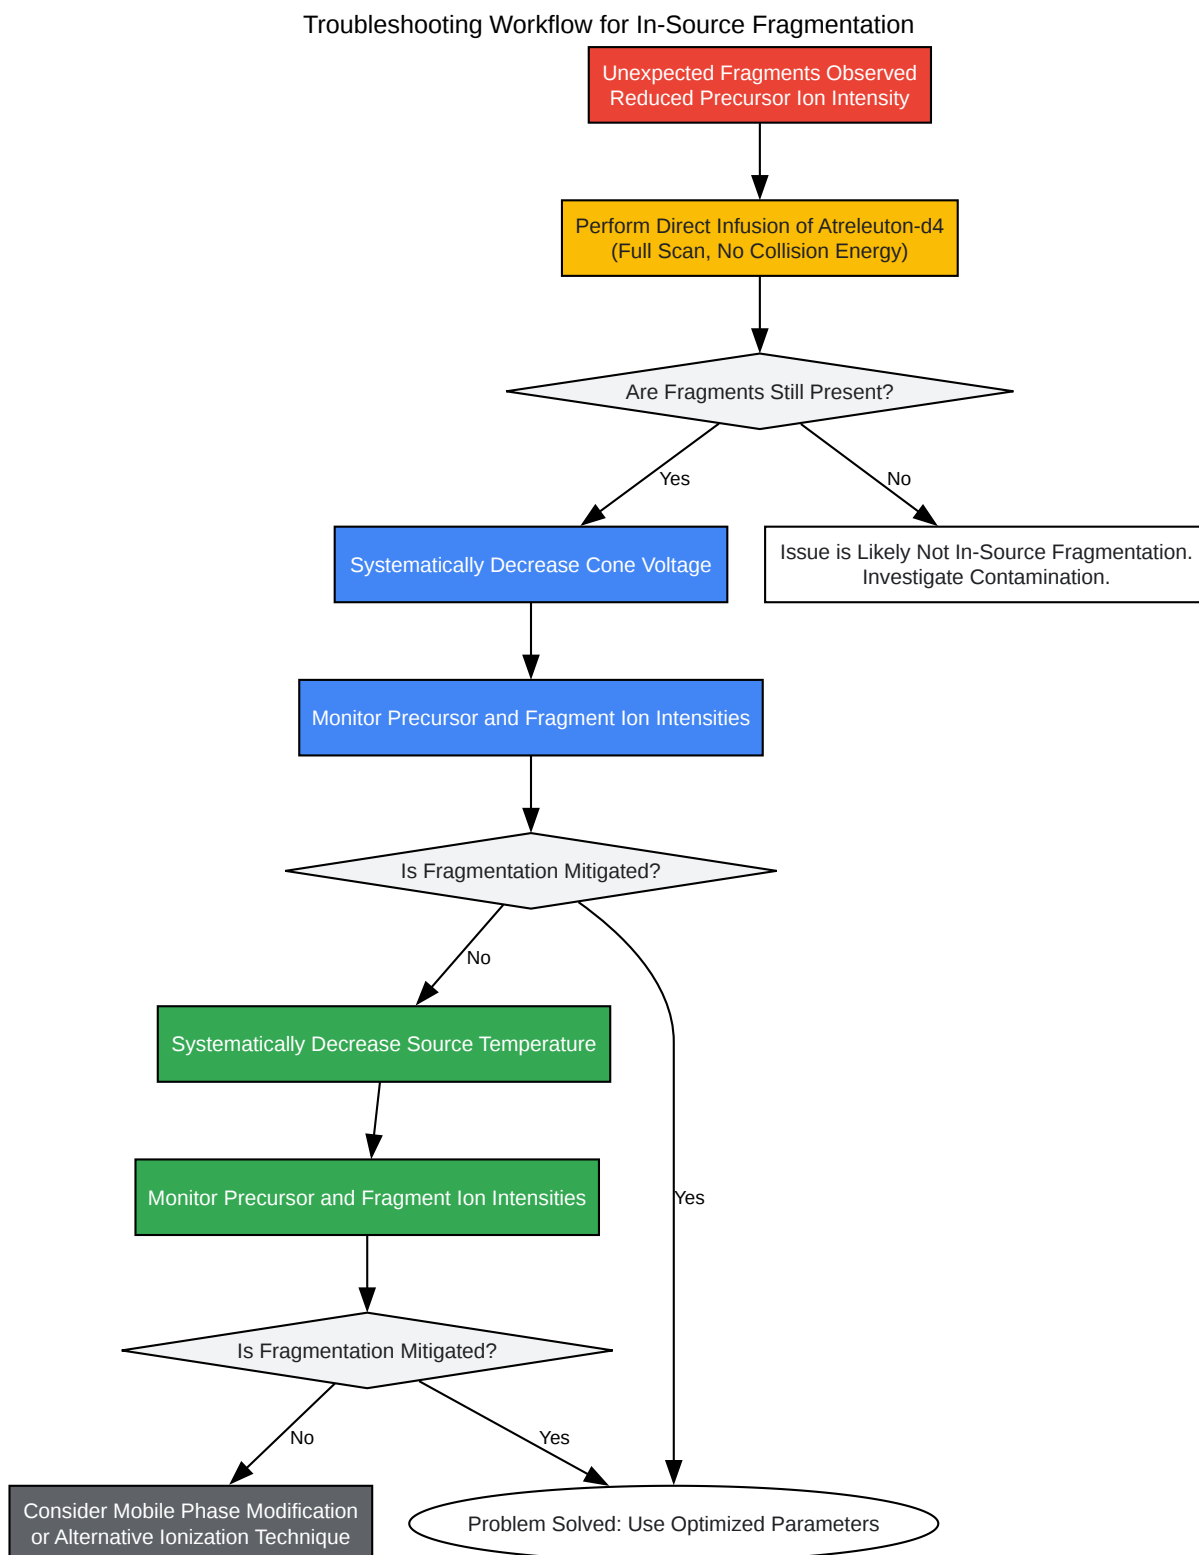 Troubleshooting Workflow for In-Source Fragmentation
Unexpected Fragments Observed
Reduced Precursor Ion Intensity
Perform Direct Infusion of Atreleuton-d4
(Full Scan, No Collision Energy)
Are Fragments Still Present?
Yes
No
Systematically Decrease Cone Voltage
Issue is Likely Not In-Source Fragmentation.
Investigate Contamination.
Monitor Precursor and Fragment Ion Intensities
Is Fragmentation Mitigated?
No
Systematically Decrease Source Temperature
Monitor Precursor and Fragment Ion Intensities
Yes
Is Fragmentation Mitigated?
No
Yes
Consider Mobile Phase Modification
or Alternative Ionization Technique
Problem Solved: Use Optimized Parameters